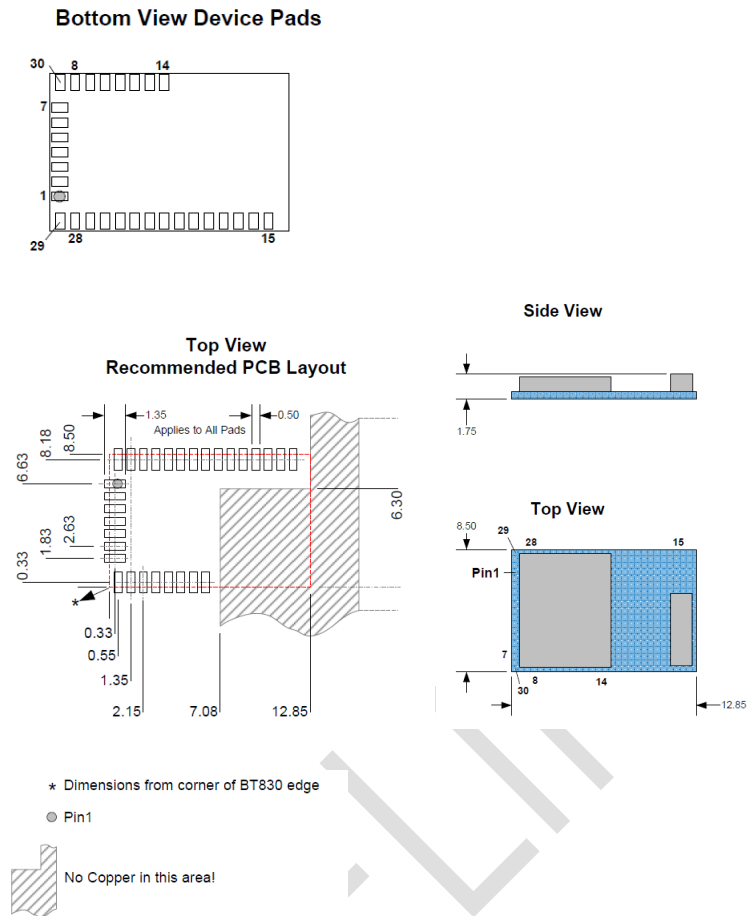 Bottom View Device Pads
30 8 14
7
1
29 28 15
Side View
1.75
Top View
Recommended PCB Layout
1.35 0.50
Applies to All Pads
6.63
8.18
8.50
1.83
2.63
0.33
6.30
*
0.33
0.55
1.35
2.15 7.08 12.85
Top View
8.50
29 28 15
Pin1
7
30 8 14
12.85
* Dimensions from corner of BT830 edge
Pin1
No Copper in this area!